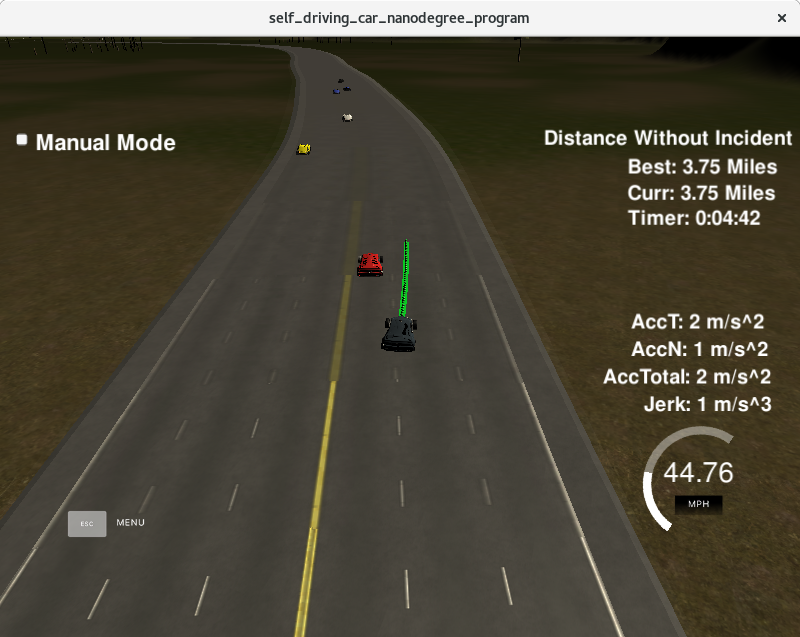 self_driving_car_nanodegree_program
Manual Mode
Distance Without Incident
Best: 3.75 Miles
Curr: 3.75 Miles
Timer: 0:04:42
AccT: 2 m/s^2
AccN: 1 m/s^2
AccTotal: 2 m/s^2
Jerk: 1 m/s^3
44.76
MPH
ESC MENU